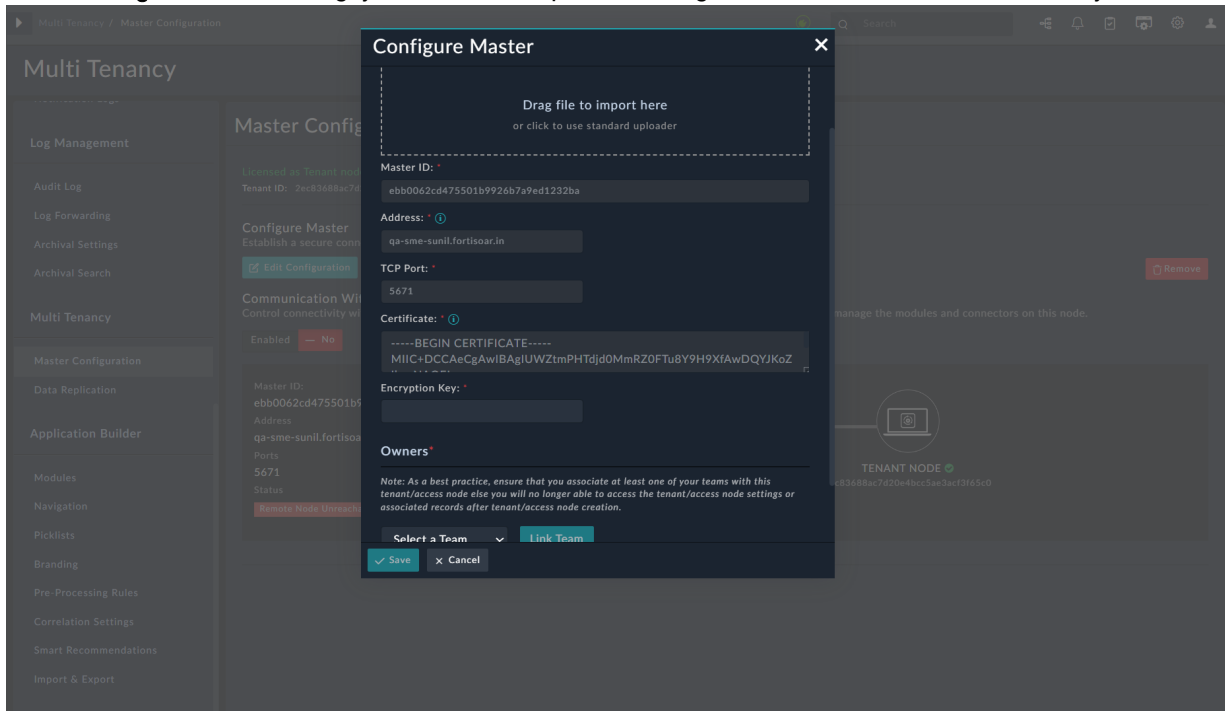 Multi Tenancy / Master Configuration
Search
Multi Tenancy
Log Management
Audit Log
Log Forwarding
Archival Settings
Archival Search
Multi Tenancy
Master Configuration
Data Replication
Application Builder
Modules
Navigation
Picklists
Branding
Pre-Processing Rules
Correlation Settings
Smart Recommendations
Import & Export
Master Config
Licensed as Tenant nod
Tenant ID: 2ec83688ac7d
Configure Master
Establish a secure conn
Edit Configuration
Remove
Communication Wi
Control connectivity wi
manage the modules and connectors on this node.
Enabled — No
Master ID:
ebb0062cd475501b9
Address
qa-sme-sunil.fortisoa
Ports
5671
Status
Remote Node Unreacha
TENANT NODE
c83688ac7d20e4bcc5ae3acf3f65c0
Configure Master
Drag file to import here
or click to use standard uploader
Master ID: *
ebb0062cd475501b9926b7a9ed1232ba
Address: *
qa-sme-sunil.fortisoar.in
TCP Port: *
5671
Certificate: *
-----BEGIN CERTIFICATE-----
MIIC+DCCAeCgAwIBAgIUWZtmPHTdjd0MmRZ0FTu8Y9H9XfAwDQYJKoZ
Encryption Key: *
Owners*
Note: As a best practice, ensure that you associate at least one of your teams with this
tenant/access node else you will no longer able to access the tenant/access node settings or
associated records after tenant/access node creation.
Select a Team
Link Team
Save
Cancel